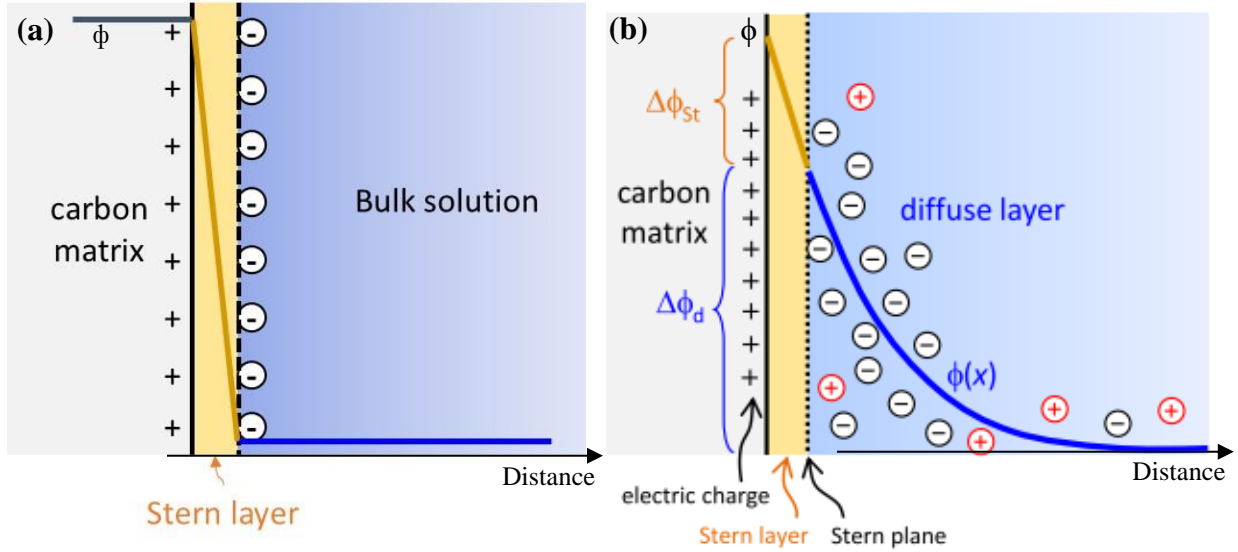 (a)
ϕ
carbon
matrix
Bulk solution
Distance
Stern layer
(b)
ϕ
Δϕ_St
carbon
matrix
diffuse layer
Δϕ_d
ϕ(x)
Distance
electric charge
Stern layer
Stern plane